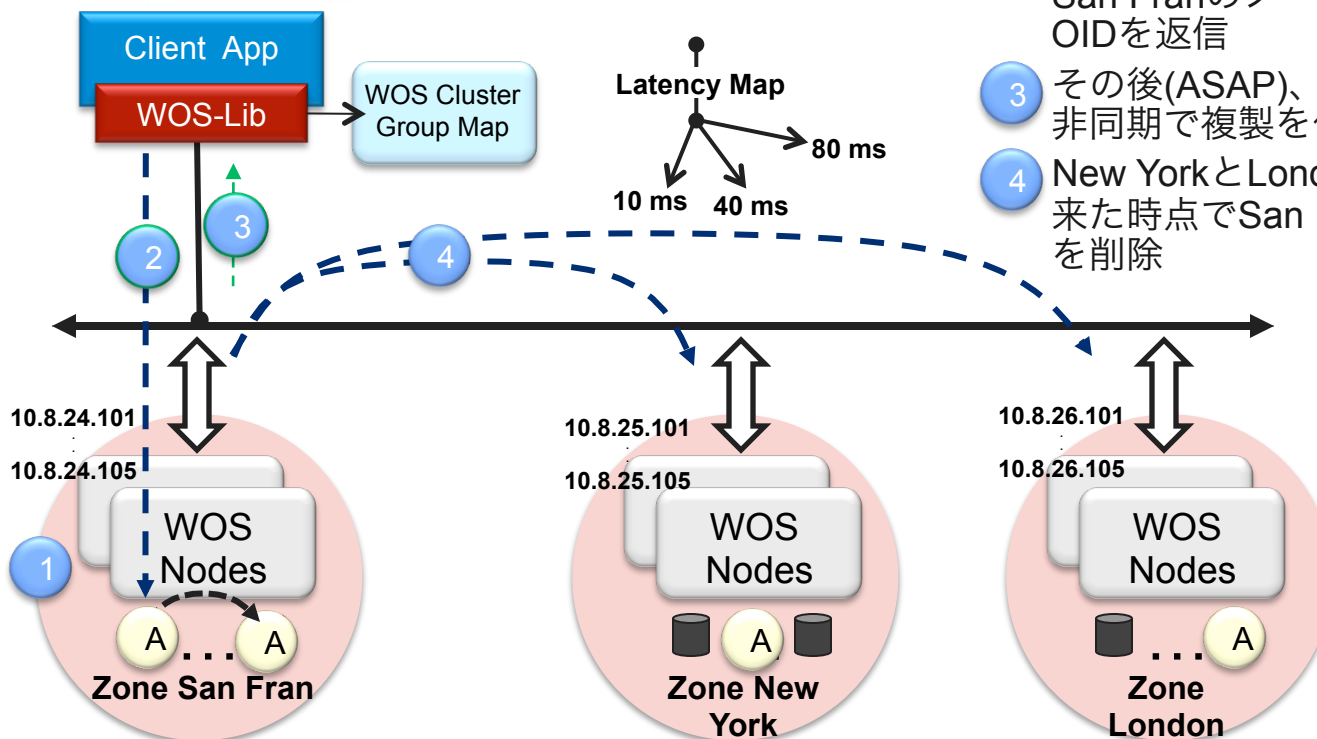 Client App
WOS-Lib
WOS Cluster
Group Map
Latency Map
80 ms
10 ms
40 ms
OIDを返信
3
その後(ASAP)、
非同期で複製を
4
New Yorkと
来た時点でSan
を削除
2
3
4
10.8.24.101
10.8.24.105
WOS
Nodes
1
A
. . .
A
Zone San Fran
10.8.25.101
10.8.25.105
WOS
Nodes
A
Zone New
York
10.8.26.101
10.8.26.105
WOS
Nodes
. . .
A
Zone
London